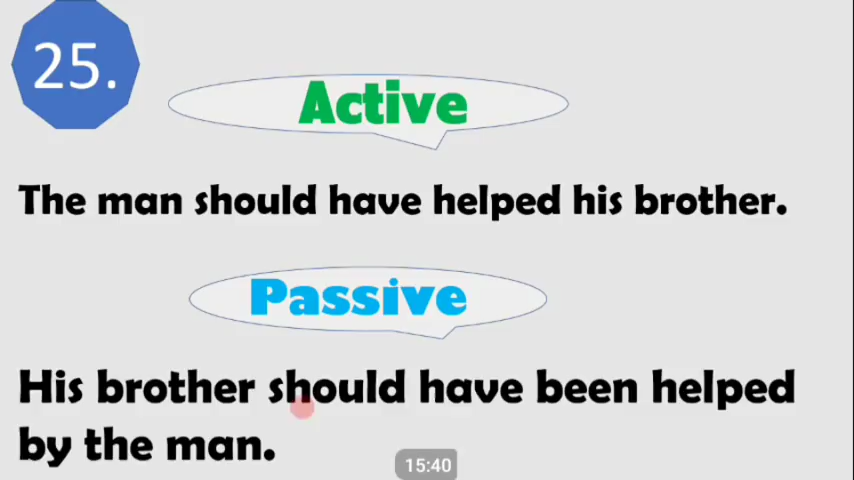 25.
Active
The man should have helped his brother.
Passive
His brother should have been helped
by the man.
15:40